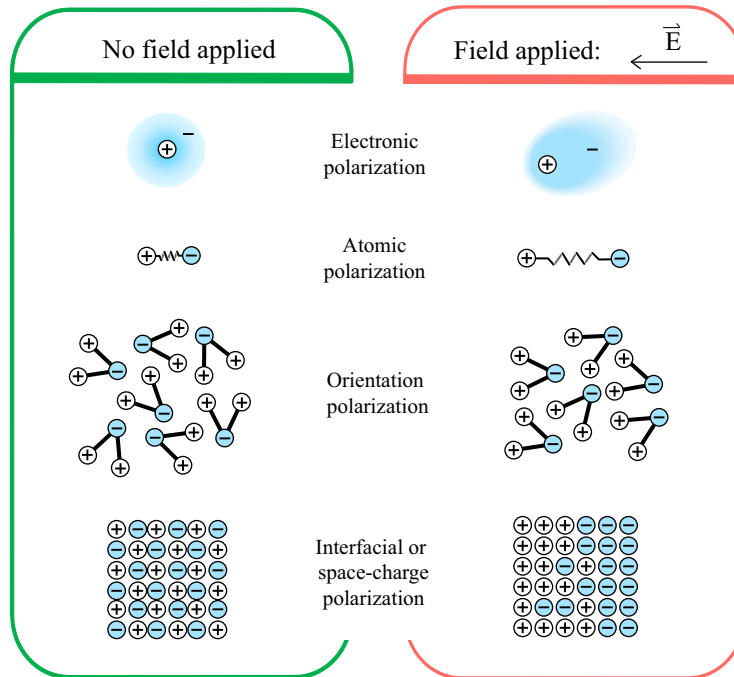 No field applied
Field applied:
E
Electronic
polarization
Atomic
polarization
Orientation
polarization
Interfacial or
space-charge
polarization